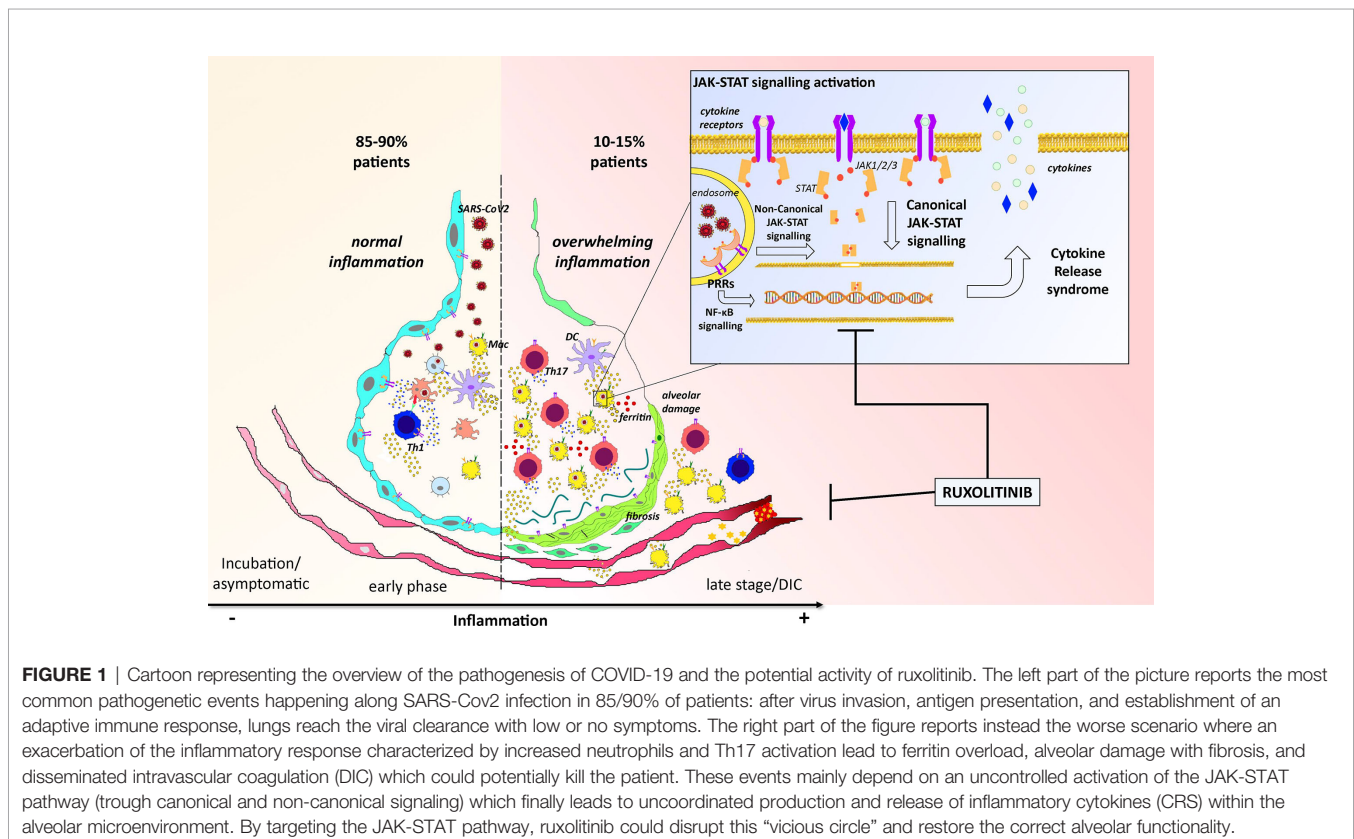 JAK-STAT signalling activation
cytokine
receptors
85-90%
patients
10-15%
patients
JAK1/2/3
cytokines
STAT
endosome
SARS-CoV2
Non-Canonical
JAK-STAT
signalling
Canonical
JAK-STAT
signalling
normal
inflammation
overwhelming
inflammation
Cytokine
Release
syndrome
PRRs
NF-κB
signalling
Mac
DC
Th17
alveolar
damage
ferritin
Th1
RUXOLITINIB
fibrosis
Incubation/
asymptomatic
early phase
late stage/DIC
-
Inflammation
+
FIGURE 1 | Cartoon representing the overview of the pathogenesis of COVID-19 and the potential activity of ruxolitinib. The left part of the picture reports the most
common pathogenetic events happening along SARS-Cov2 infection in 85/90% of patients: after virus invasion, antigen presentation, and establishment of an
adaptive immune response, lungs reach the viral clearance with low or no symptoms. The right part of the figure reports instead the worse scenario where an
exacerbation of the inflammatory response characterized by increased neutrophils and Th17 activation lead to ferritin overload, alveolar damage with fibrosis, and
disseminated intravascular coagulation (DIC) which could potentially kill the patient. These events mainly depend on an uncontrolled activation of the JAK-STAT
pathway (trough canonical and non-canonical signaling) which finally leads to uncoordinated production and release of inflammatory cytokines (CRS) within the
alveolar microenvironment. By targeting the JAK-STAT pathway, ruxolitinib could disrupt this “vicious circle” and restore the correct alveolar functionality.